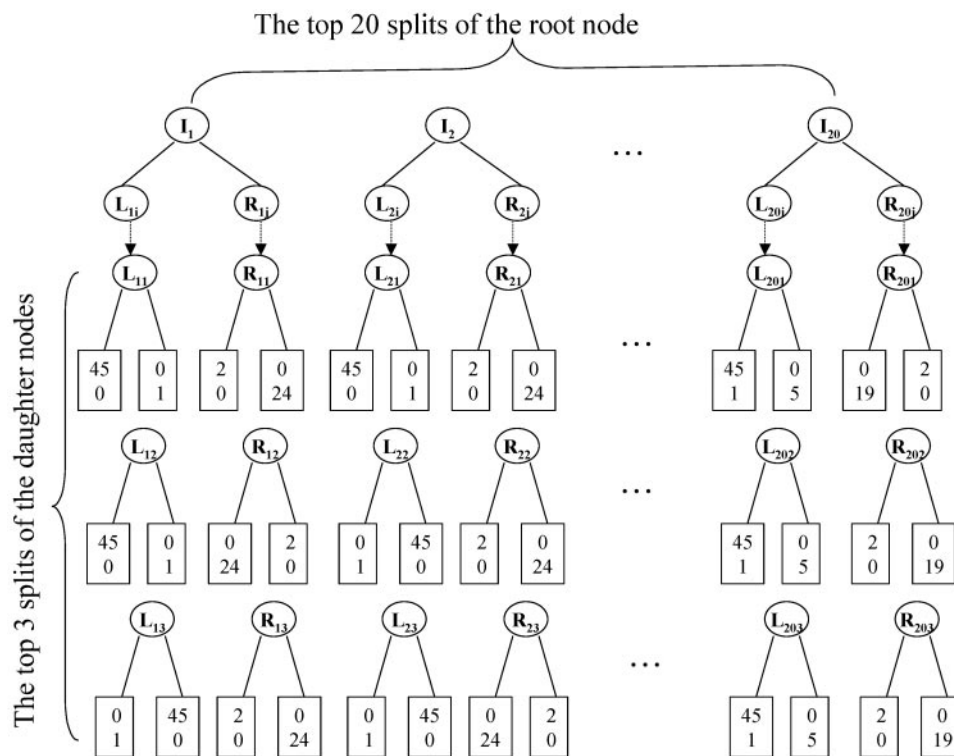 The top 20 splits of the root node
I₁ I₂ ... I₂₀
L₁ᵢ R₁ⱼ L₂ᵢ R₂ⱼ L₂₀ᵢ R₂₀ⱼ
The top 3 splits of the daughter nodes
L₁₁ R₁₁ L₂₁ R₂₁ L₂₀₁ R₂₀₁
...
45 0 2 0 45 0 2 0 45 0 0 2
0 1 0 24 0 1 0 24 1 5 19 0
L₁₂ R₁₂ L₂₂ R₂₂ L₂₀₂ R₂₀₂
...
45 0 0 2 0 45 2 0 45 0 2 0
0 1 24 0 1 0 0 24 1 5 0 19
L₁₃ R₁₃ L₂₃ R₂₃ L₂₀₃ R₂₀₃
...
0 45 2 0 0 45 0 2 45 0 2 0
1 0 0 24 1 0 24 0 1 5 0 19